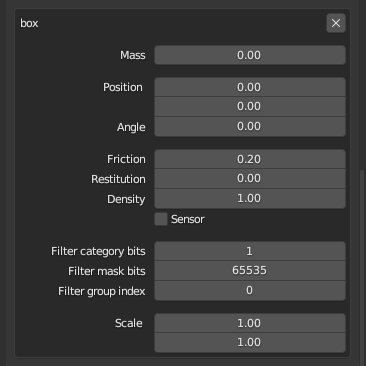 box
Mass 0.00
Position 0.00
0.00
Angle 0.00
Friction 0.20
Restitution 0.00
Density 1.00
Sensor
Filter category bits 1
Filter mask bits 65535
Filter group index 0
Scale 1.00
1.00